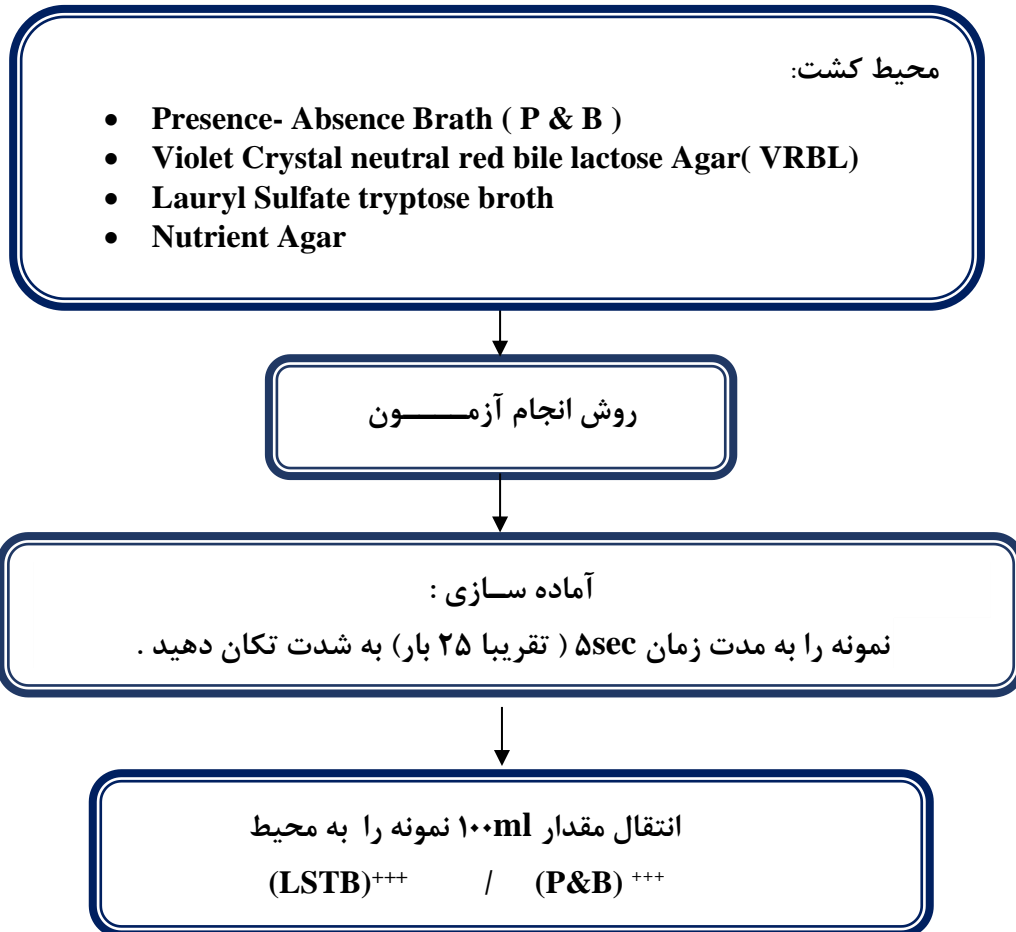 محیط کشت:
• Presence- Absence Brath ( P & B )
• Violet Crystal neutral red bile lactose Agar( VRBL)
• Lauryl Sulfate tryptose broth
• Nutrient Agar
روش انجام آزمـــــــون
آماده ســازی :
نمونه را به مدت زمان ۵sec ( تقریبا ۲۵ بار) به شدت تکان دهید .
انتقال مقدار ۱۰۰ml نمونه را به محیط
(LSTB)⁺⁺⁺ / (P&B) ⁺⁺⁺